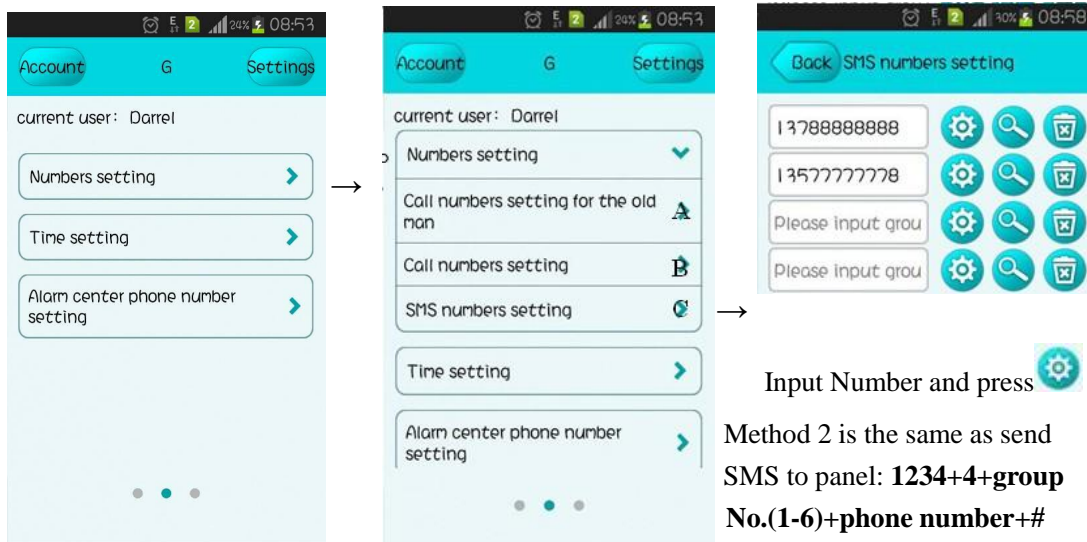 24% 08:53
Account G Settings
current user: Darrel
Numbers setting
Time setting
Alarm center phone number
setting
→
24% 08:53
Account G Settings
current user: Darrel
Numbers setting
Call numbers setting for the old
man
A
Call numbers setting B
SMS numbers setting C
Time setting
Alarm center phone number
setting
→
30% 08:58
Back SMS numbers setting
13788888888
13577777778
Please input grou
Please input grou
Input Number and press
Method 2 is the same as send
SMS to panel: 1234+4+group
No.(1-6)+phone number+#